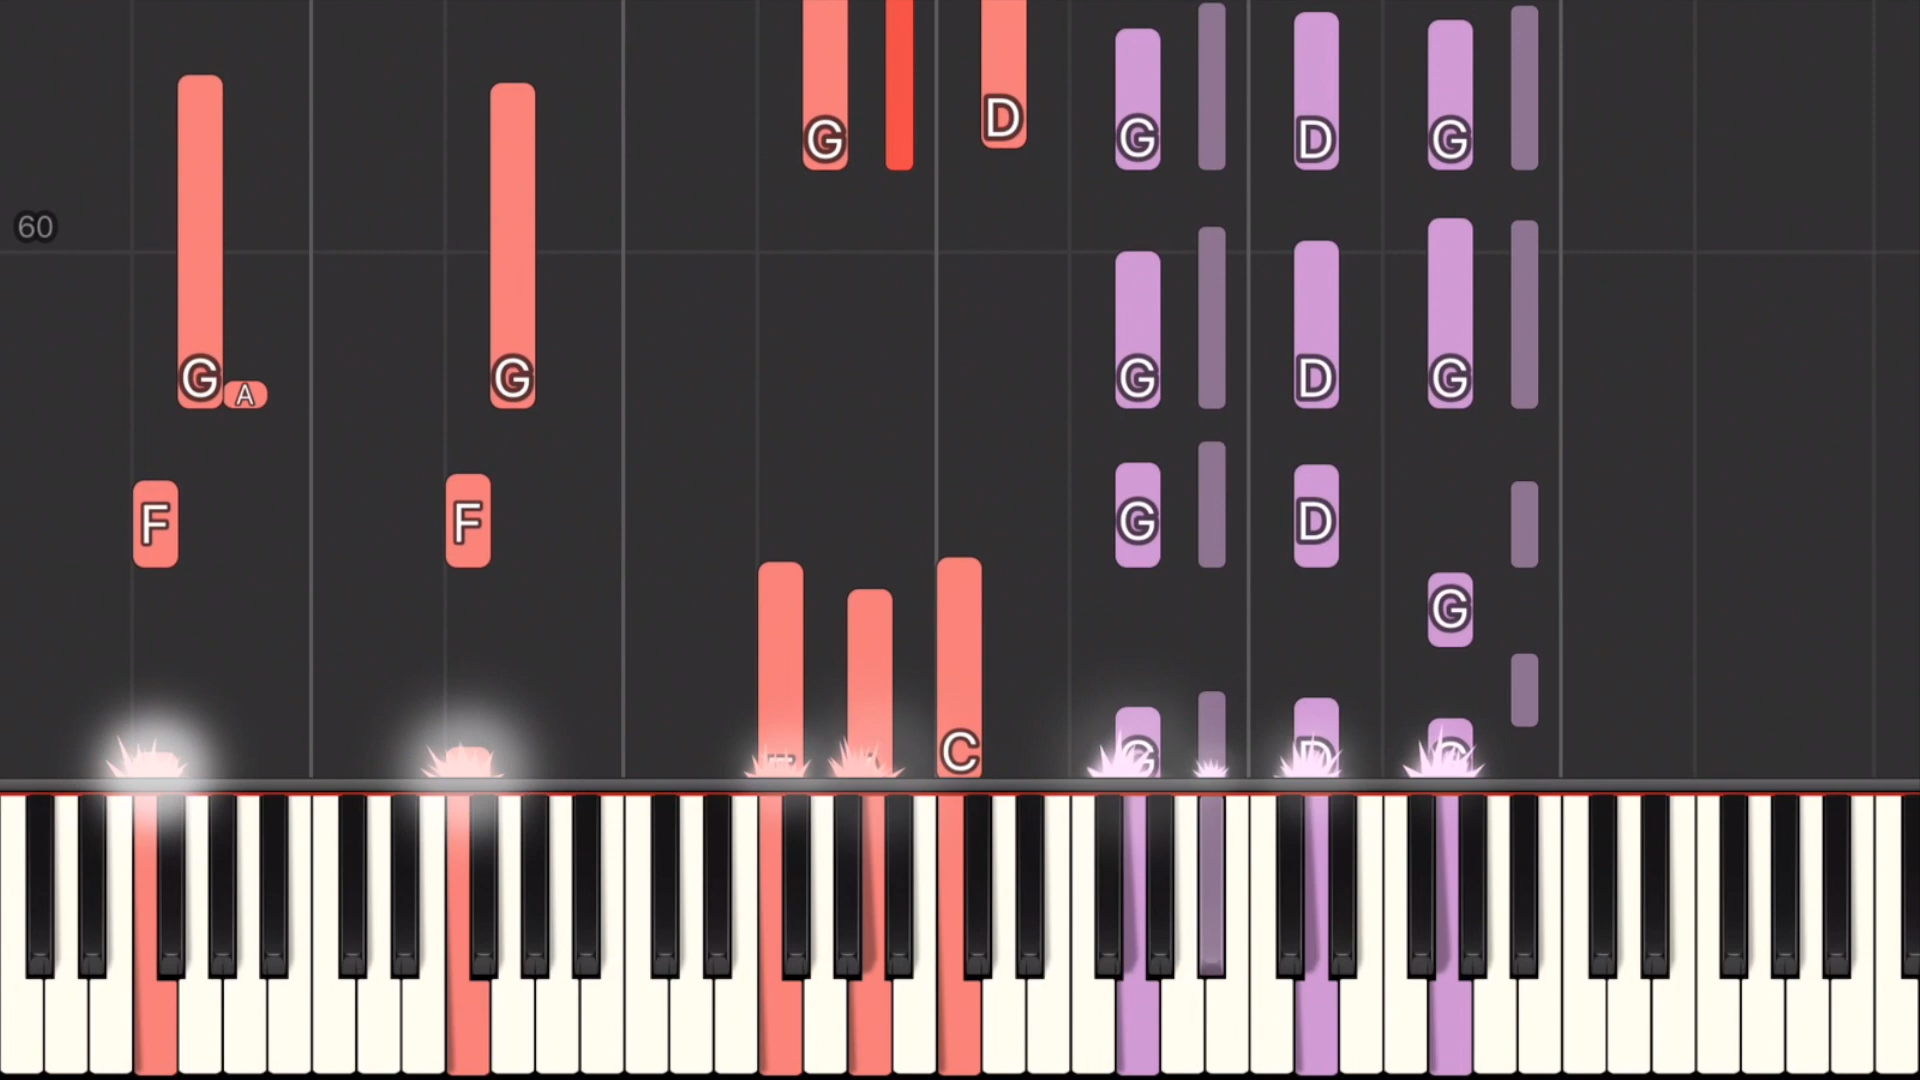 D
G G D G
60
G A G G D G
F F G D
G
C G D